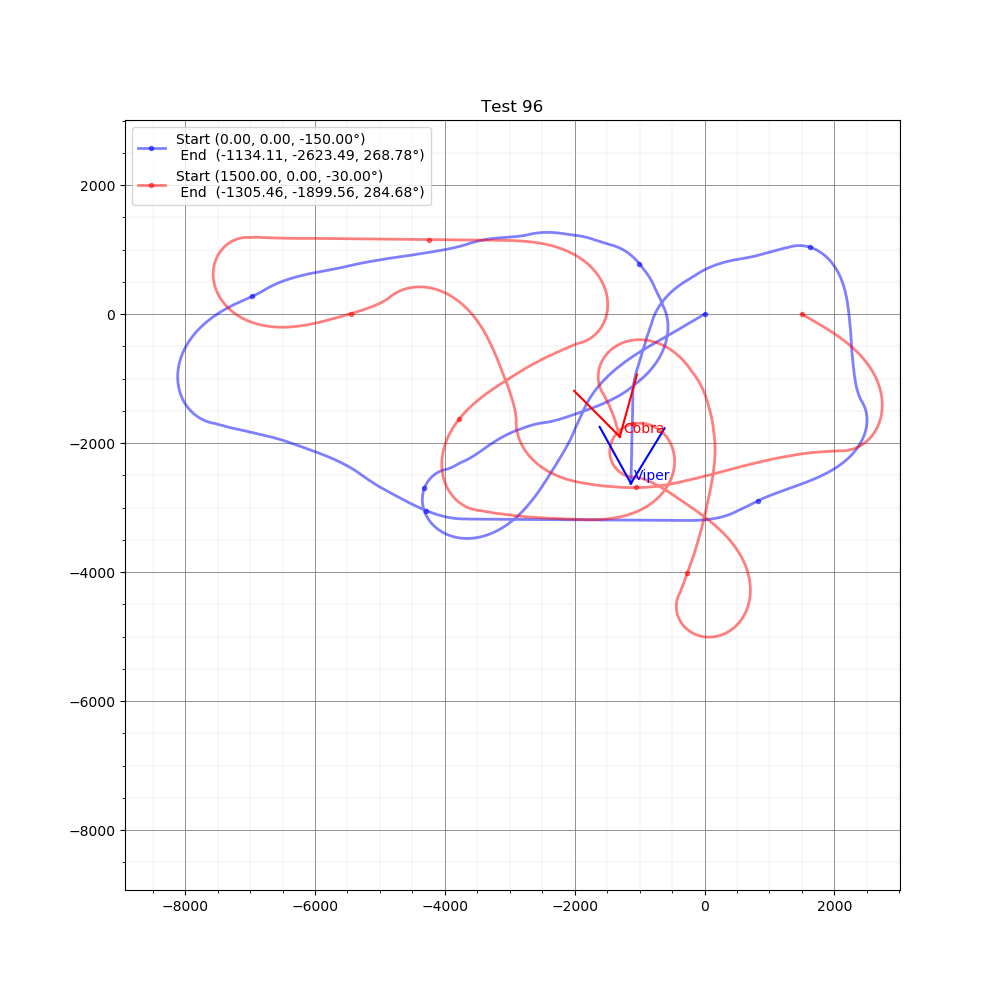 Test 96
Start (0.00, 0.00, -150.00°)
End  (-1134.11, -2623.49, 268.78°)
Start (1500.00, 0.00, -30.00°)
End  (-1305.46, -1899.56, 284.68°)
2000
0
−2000
−4000
−6000
−8000
Cobra
Viper
−8000 −6000 −4000 −2000 0 2000